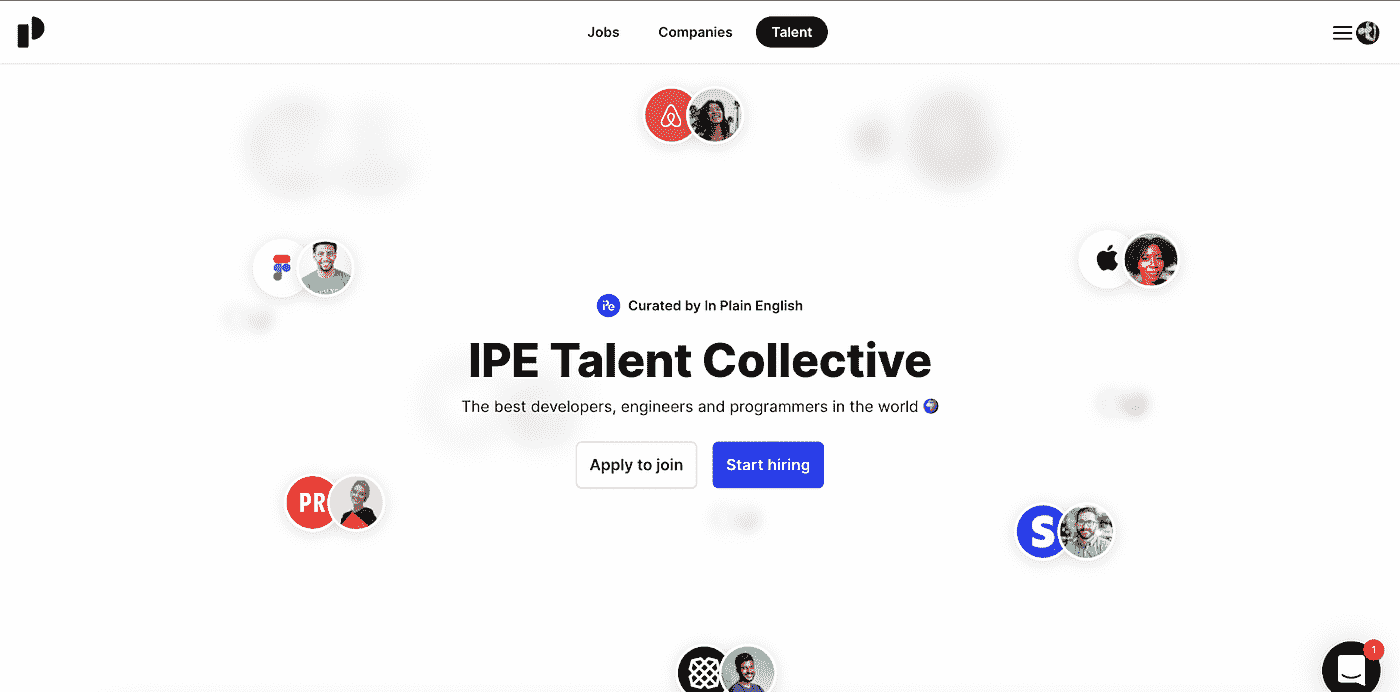 Jobs Companies Talent
PR
S
ipe Curated by In Plain English
IPE Talent Collective
The best developers, engineers and programmers in the world
Apply to join Start hiring
1